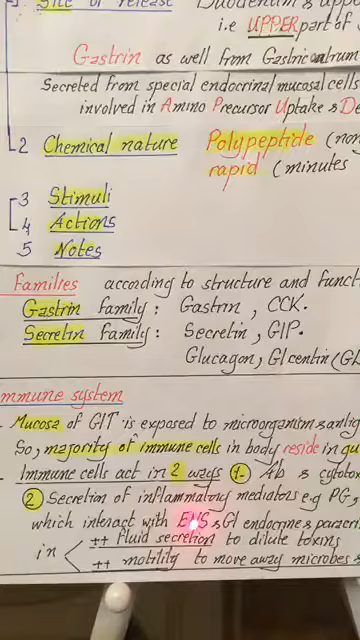 Site of release Duodenum &
i.e UPPER part of
Gastrin as well from Gastric antrum
Secreted from special endocrinal mucosal cells
involved in Amino Precursor Uptake & De
2 Chemical nature Polypeptide (non
rapid (minutes
3 Stimuli
4 Actions
5 Notes
Families according to structure and funct
Gastrin family : Gastrin , CCK.
Secretin family : Secretin , GIP.
Glucagon, Glicentin (GL
mmune system
Mucosa of GIT is exposed to microorganism & antig
So, majority of immune cells in body reside in gu
Immune cells act in 2 ways 1- Ab & cytotox
2 Secretion of inflammatory mediators e.g PG,
which interact with ENS & GI endocrine & paracri
in < ++ fluid secretion to dilute toxins
++ motility to move away microbes &